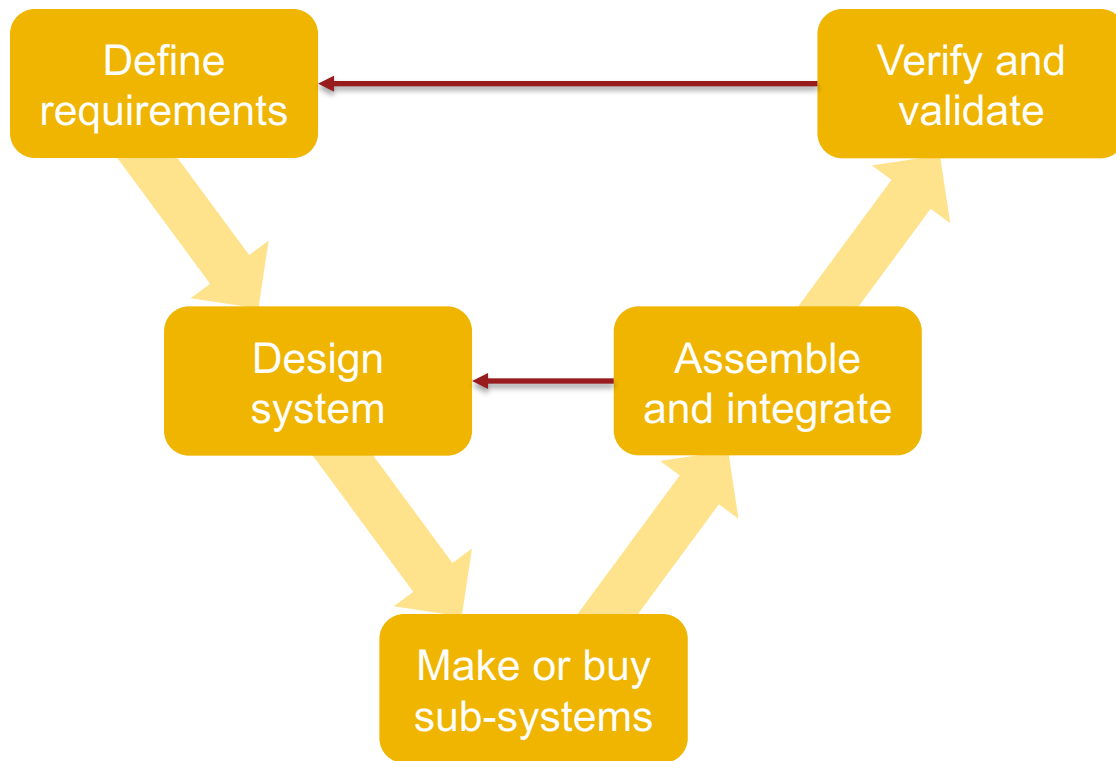 Define
requirements
Verify and
validate
Design
system
Assemble
and integrate
Make or buy
sub-systems